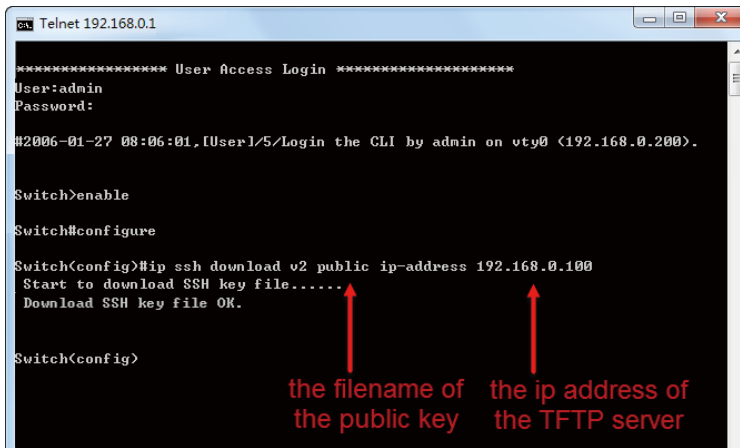 Telnet 192.168.0.1
***************** User Access Login ********************
User:admin
Password:
#2006-01-27 08:06:01,[User]/5/Login the CLI by admin on vty0 (192.168.0.200).
Switch>enable
Switch#configure
Switch(config)#ip ssh download v2 public ip-address 192.168.0.100
Start to download SSH key file......
Download SSH key file OK.
Switch(config)
the filename of the public key
the ip address of the TFTP server